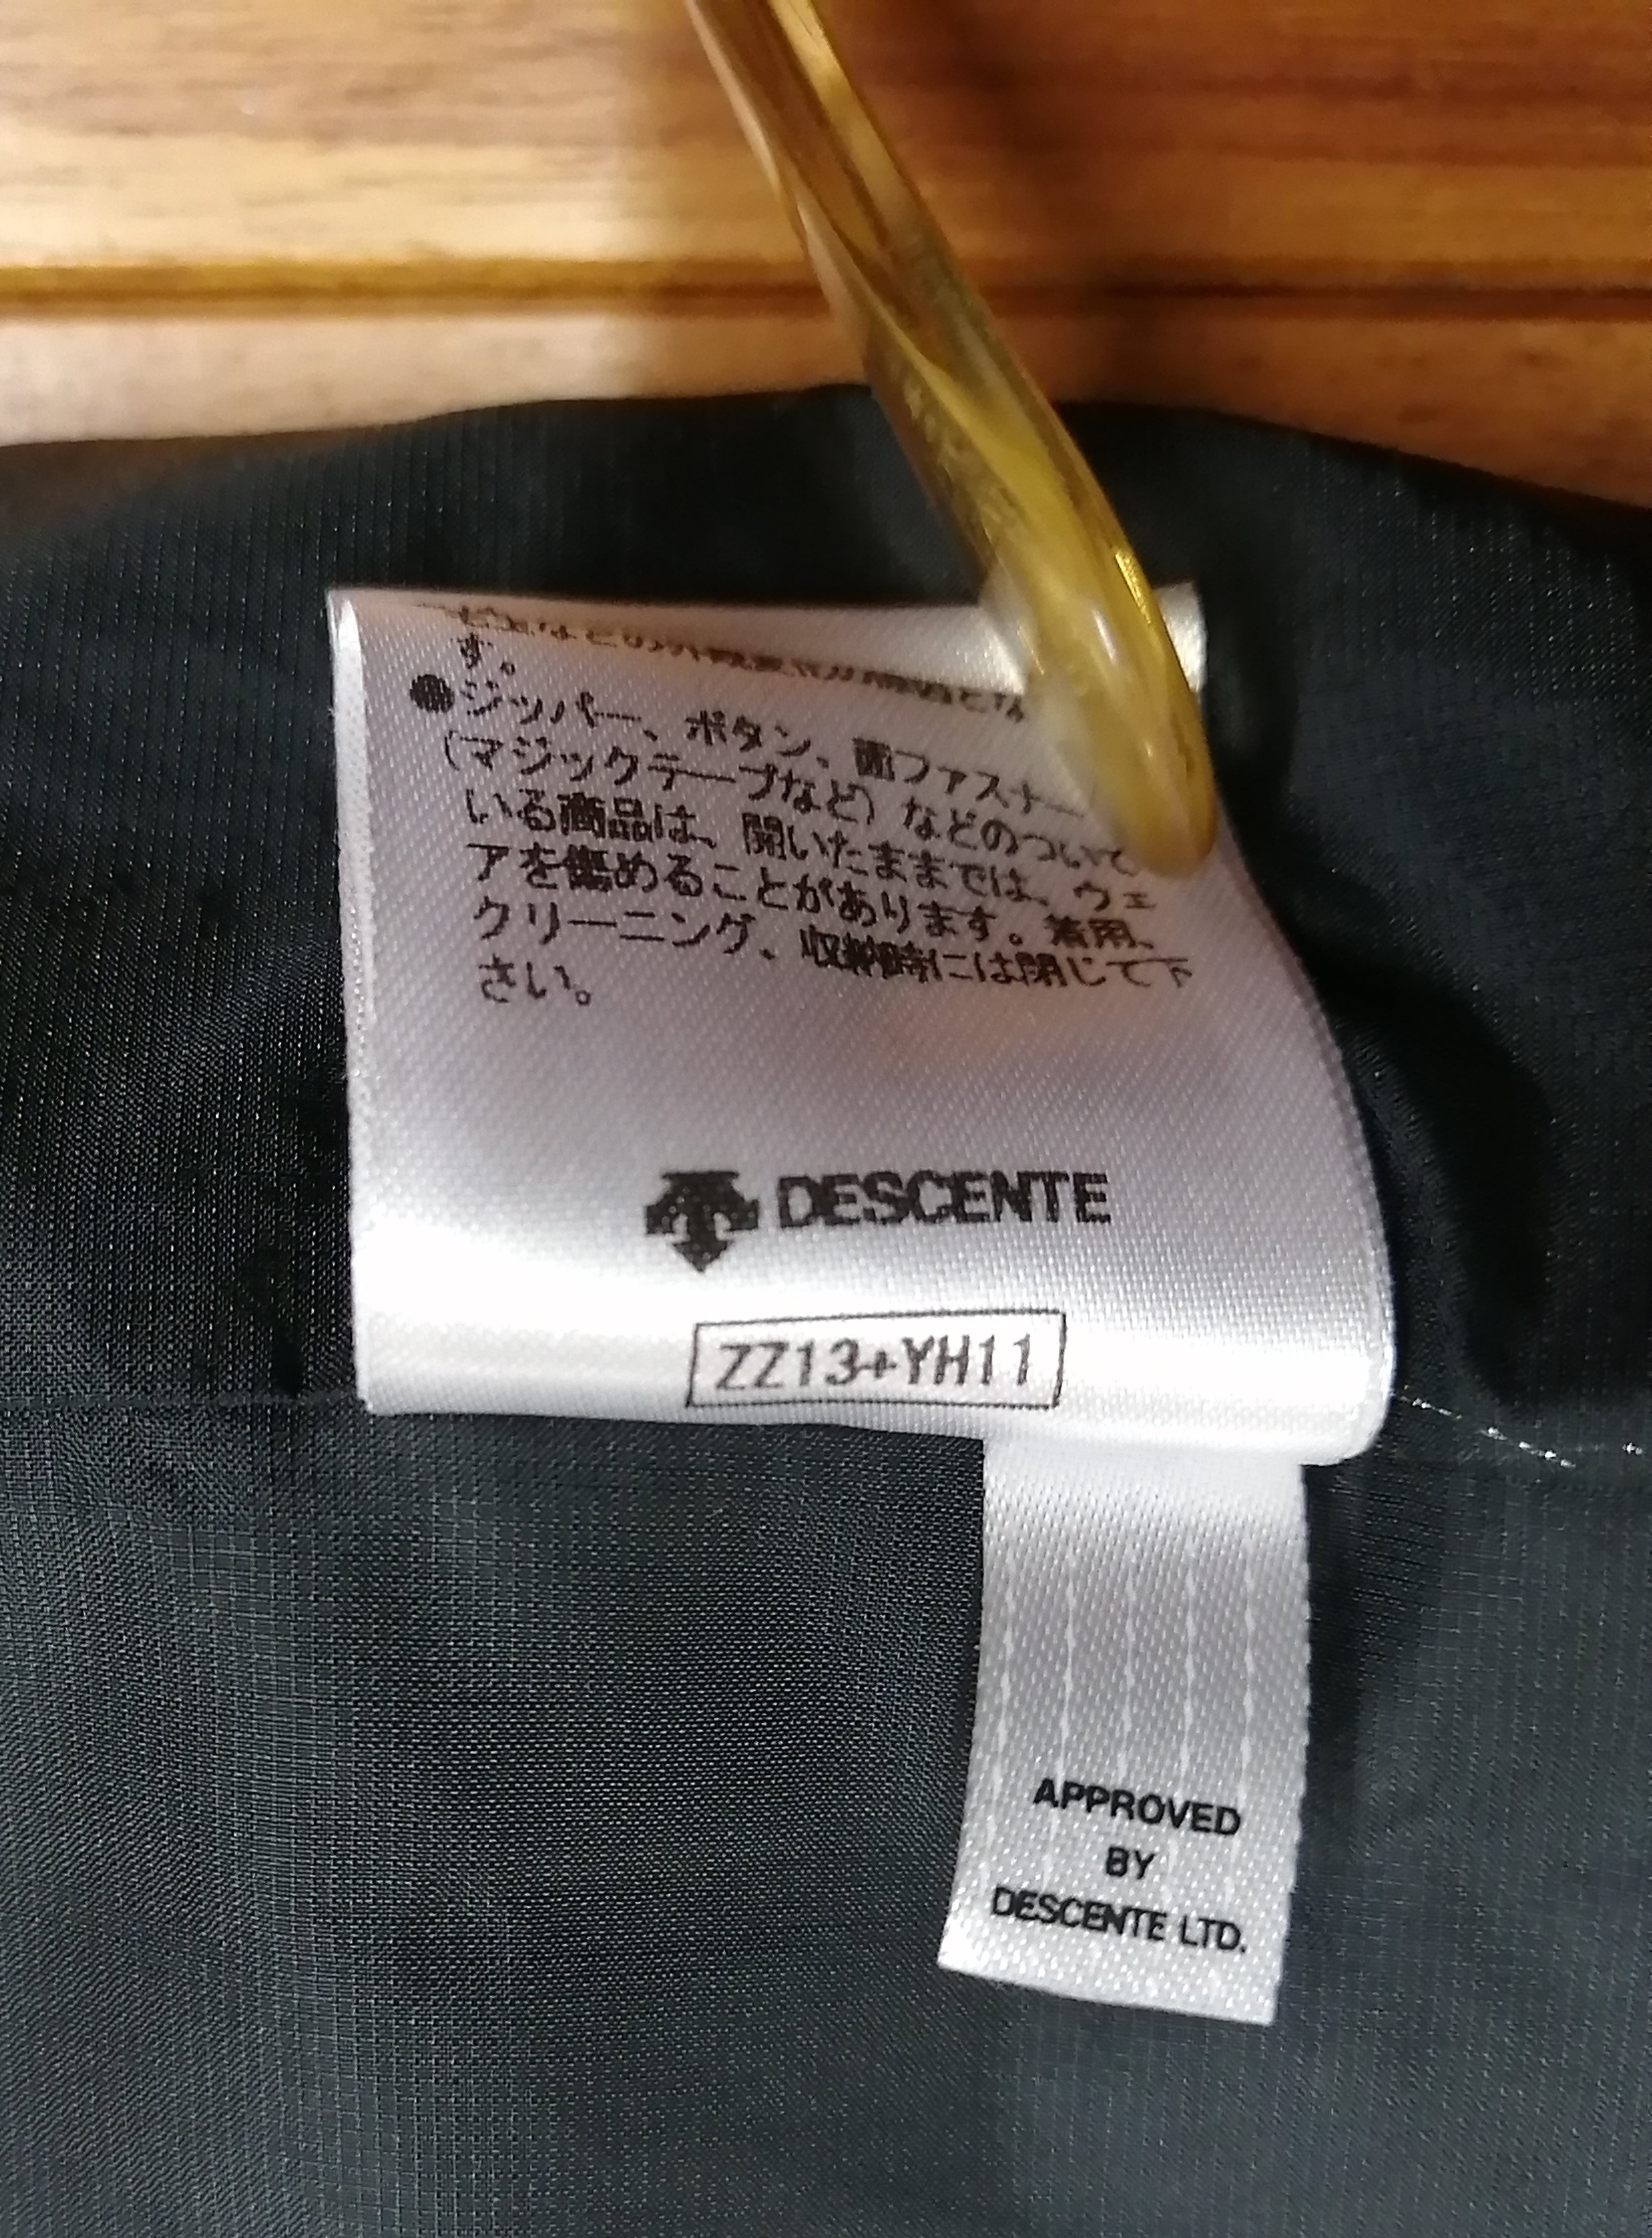 す。
●ジッパー、ボタン、面ファスナー
(マジックテープなど)などのついて
いる商品は、開いたままでは、ウェ
アを傷めることがあります。着用、
クリーニング、収納時には閉じて下
さい。
DESCENTE
ZZ13+YH11
APPROVED
BY
DESCENTE LTD.